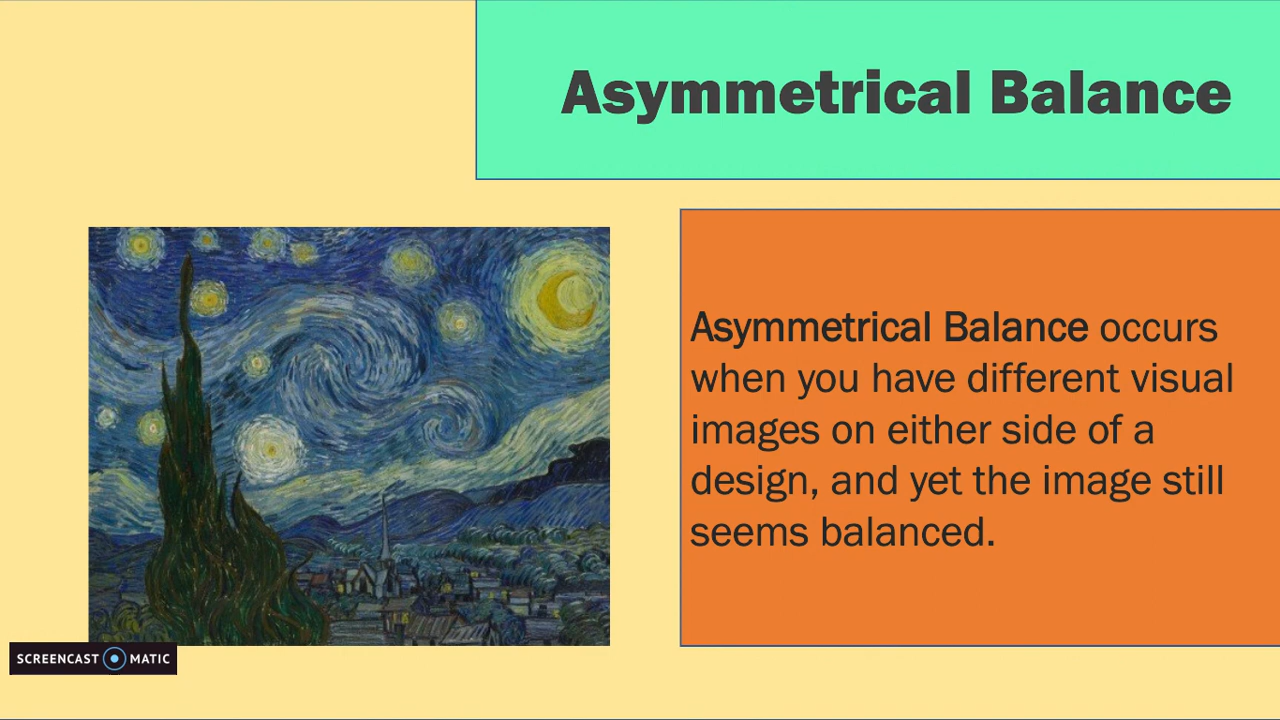 Asymmetrical Balance
Asymmetrical Balance occurs
when you have different visual
images on either side of a
design, and yet the image still
seems balanced.
SCREENCAST MATIC